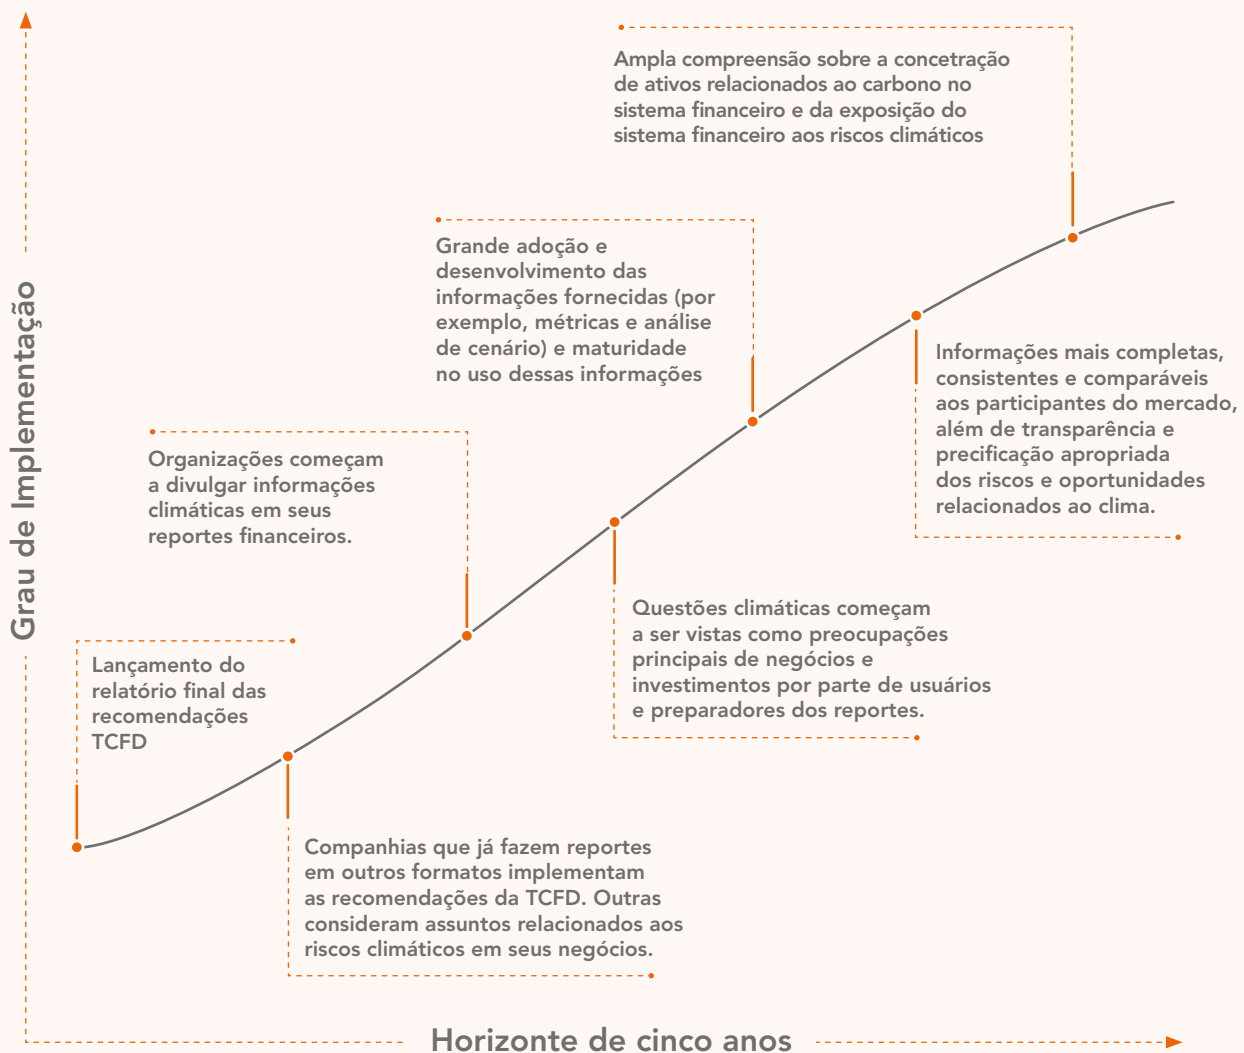 Ampla compreensão sobre a concetração
de ativos relacionados ao carbono no
sistema financeiro e da exposição do
sistema financeiro aos riscos climáticos
Grande adoção e
desenvolvimento das
informações fornecidas (por
exemplo, métricas e análise
de cenário) e maturidade
no uso dessas informações
Informações mais completas,
consistentes e comparáveis
aos participantes do mercado,
além de transparência e
precificação apropriada
dos riscos e oportunidades
relacionados ao clima.
Organizações começam
a divulgar informações
climáticas em seus
reportes financeiros.
Questões climáticas começam
a ser vistas como preocupações
principais de negócios e
investimentos por parte de usuários
e preparadores dos reportes.
Lançamento do
relatório final das
recomendações
TCFD
Companhias que já fazem reportes
em outros formatos implementam
as recomendações da TCFD. Outras
consideram assuntos relacionados aos
riscos climáticos em seus negócios.
Grau de Implementação
Horizonte de cinco anos